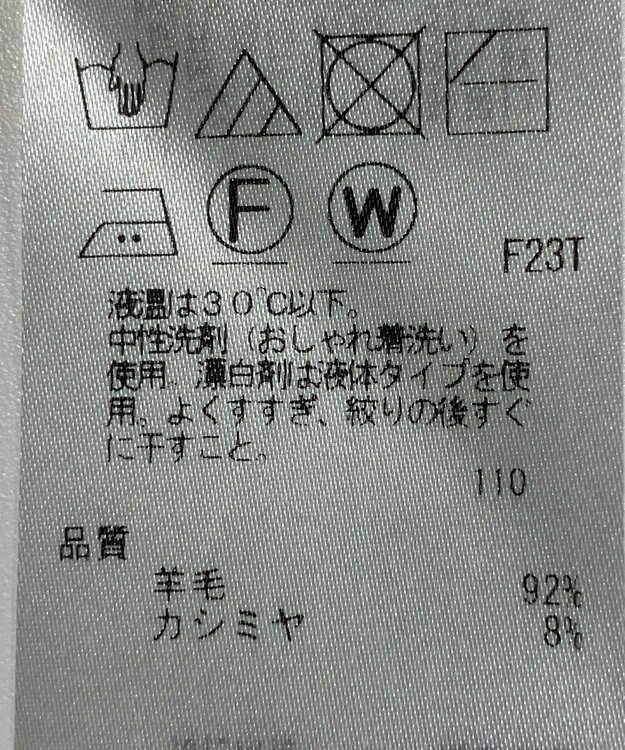 F W
F23T
液温は30℃以下。
中性洗剤（おしゃれ着洗い）を
使用。漂白剤は液体タイプを使
用。よくすすぎ、絞りの後すぐ
に干すこと。
110
品質
羊毛 92%
カシミヤ 8%